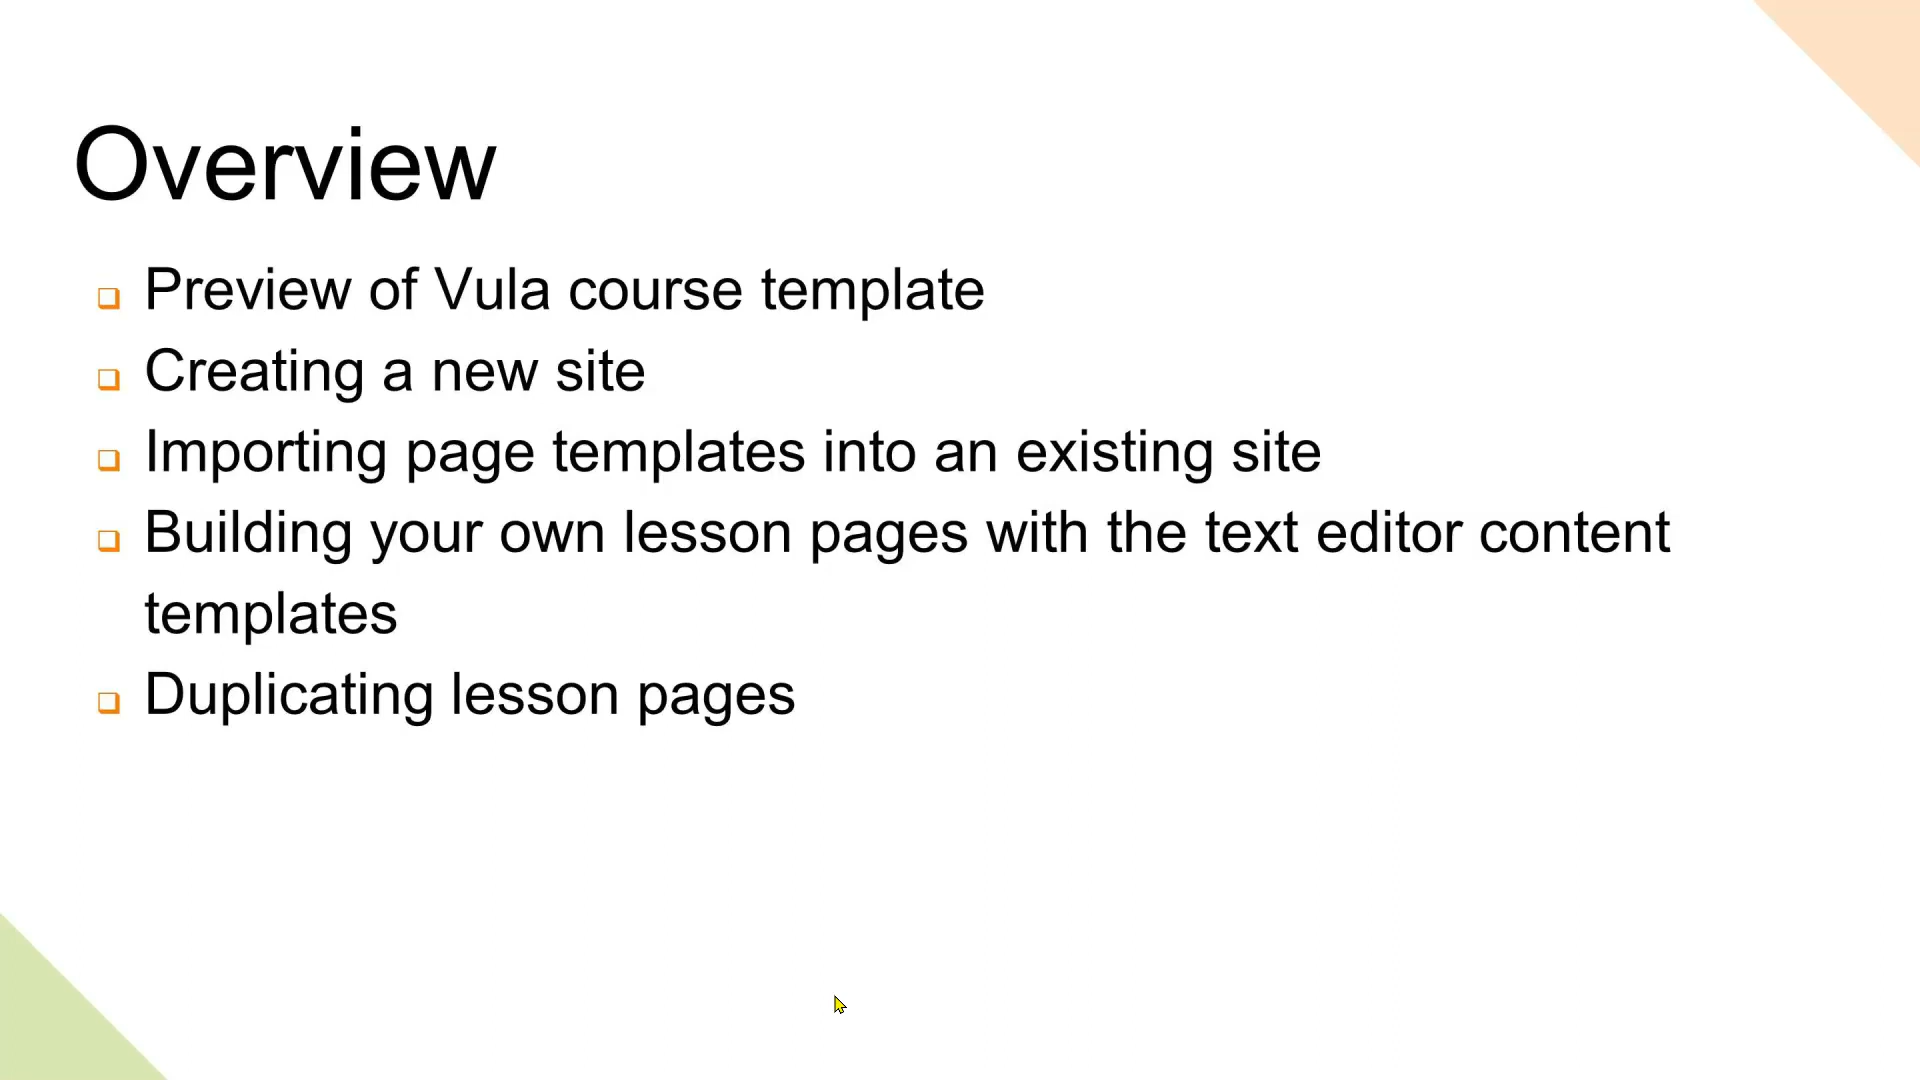 Overview
Preview of Vula course template
Creating a new site
Importing page templates into an existing site
Building your own lesson pages with the text editor content
templates
Duplicating lesson pages